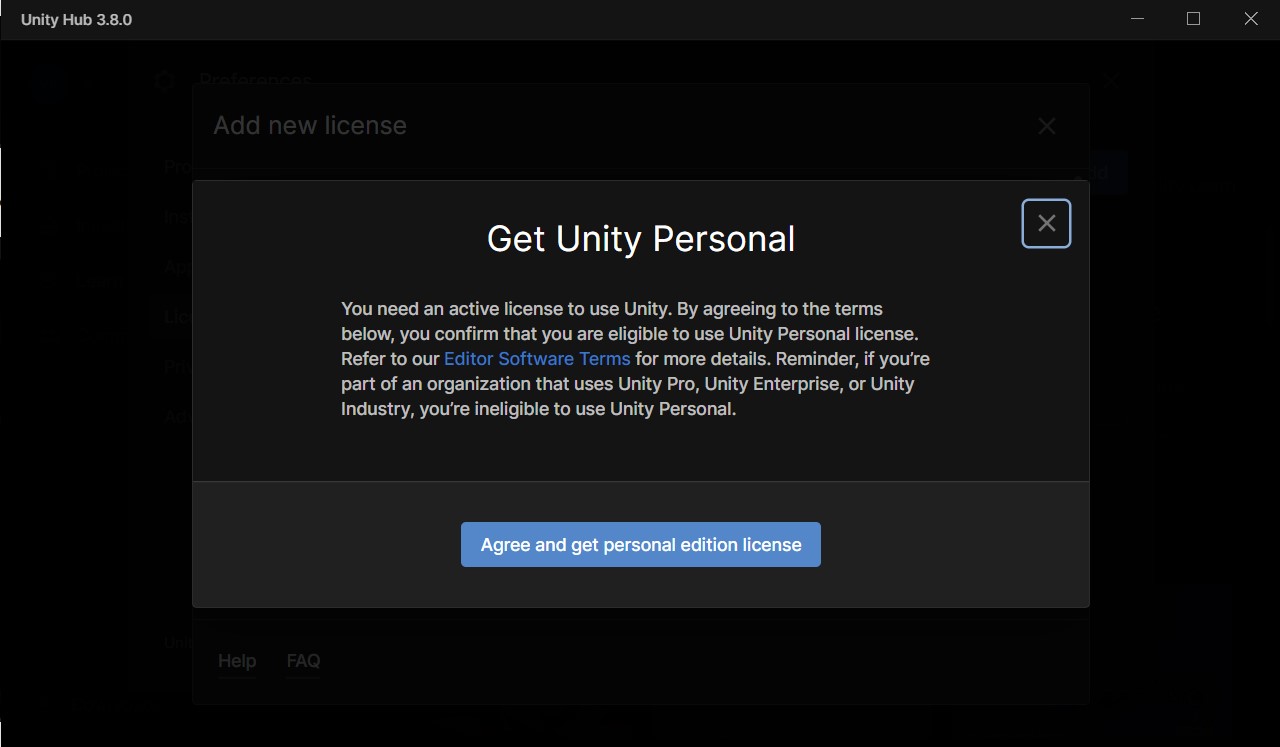 Unity Hub 3.8.0
Preferences
Add new license
Get Unity Personal
You need an active license to use Unity. By agreeing to the terms
below, you confirm that you are eligible to use Unity Personal license.
Refer to our Editor Software Terms for more details. Reminder, if you’re
part of an organization that uses Unity Pro, Unity Enterprise, or Unity
Industry, you’re ineligible to use Unity Personal.
Agree and get personal edition license
Help FAQ